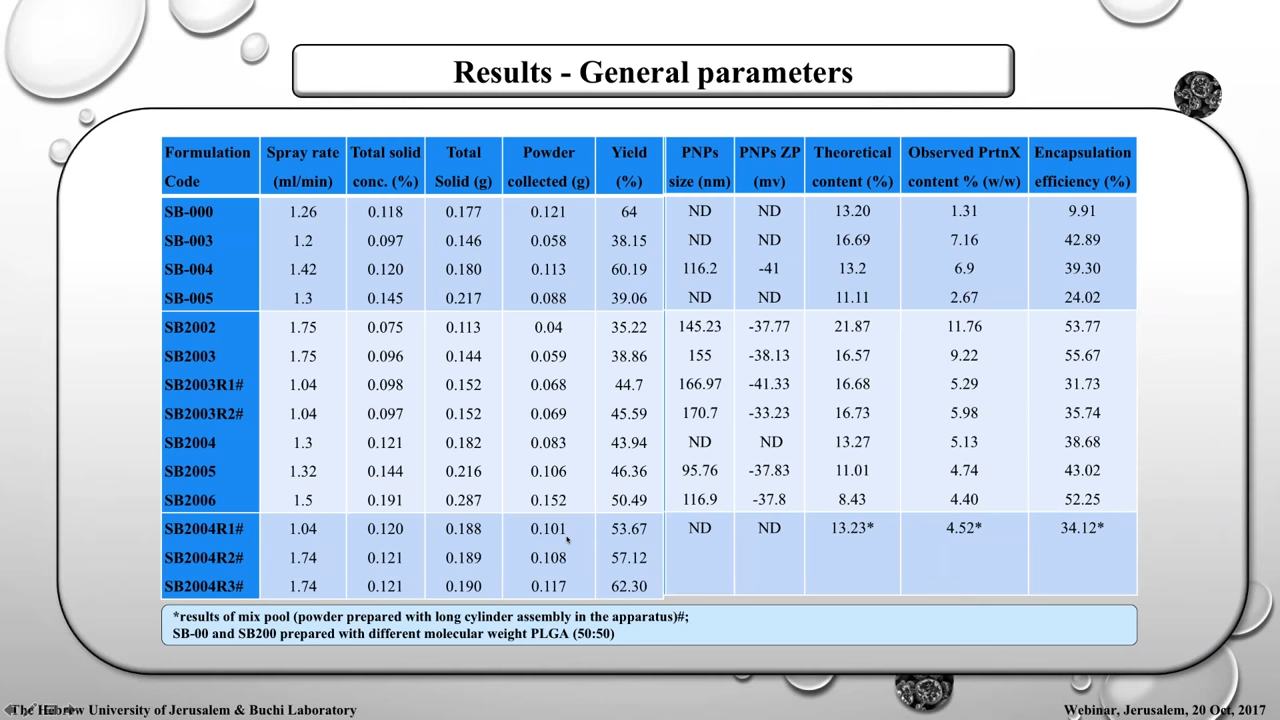 Results - General parameters
Formulation Code | Spray rate (ml/min) | Total solid conc. (%) | Total Solid (g) | Powder collected (g) | Yield (%) | PNPs size (nm) | PNPs ZP (mv) | Theoretical content (%) | Observed PrtnX content % (w/w) | Encapsulation efficiency (%)
SB-000 | 1.26 | 0.118 | 0.177 | 0.121 | 64 | ND | ND | 13.20 | 1.31 | 9.91
SB-003 | 1.2 | 0.097 | 0.146 | 0.058 | 38.15 | ND | ND | 16.69 | 7.16 | 42.89
SB-004 | 1.42 | 0.120 | 0.180 | 0.113 | 60.19 | 116.2 | -41 | 13.2 | 6.9 | 39.30
SB-005 | 1.3 | 0.145 | 0.217 | 0.088 | 39.06 | ND | ND | 11.11 | 2.67 | 24.02
SB2002 | 1.75 | 0.075 | 0.113 | 0.04 | 35.22 | 145.23 | -37.77 | 21.87 | 11.76 | 53.77
SB2003 | 1.75 | 0.096 | 0.144 | 0.059 | 38.86 | 155 | -38.13 | 16.57 | 9.22 | 55.67
SB2003R1# | 1.04 | 0.098 | 0.152 | 0.068 | 44.7 | 166.97 | -41.33 | 16.68 | 5.29 | 31.73
SB2003R2# | 1.04 | 0.097 | 0.152 | 0.069 | 45.59 | 170.7 | -33.23 | 16.73 | 5.98 | 35.74
SB2004 | 1.3 | 0.121 | 0.182 | 0.083 | 43.94 | ND | ND | 13.27 | 5.13 | 38.68
SB2005 | 1.32 | 0.144 | 0.216 | 0.106 | 46.36 | 95.76 | -37.83 | 11.01 | 4.74 | 43.02
SB2006 | 1.5 | 0.191 | 0.287 | 0.152 | 50.49 | 116.9 | -37.8 | 8.43 | 4.40 | 52.25
SB2004R1# | 1.04 | 0.120 | 0.188 | 0.101 | 53.67 | ND | ND | 13.23* | 4.52* | 34.12*
SB2004R2# | 1.74 | 0.121 | 0.189 | 0.108 | 57.12
SB2004R3# | 1.74 | 0.121 | 0.190 | 0.117 | 62.30
*results of mix pool (powder prepared with long cylinder assembly in the apparatus)#;
SB-00 and SB200 prepared with different molecular weight PLGA (50:50)
The Hebrew University of Jerusalem & Buchi Laboratory
Webinar, Jerusalem, 20 Oct, 2017